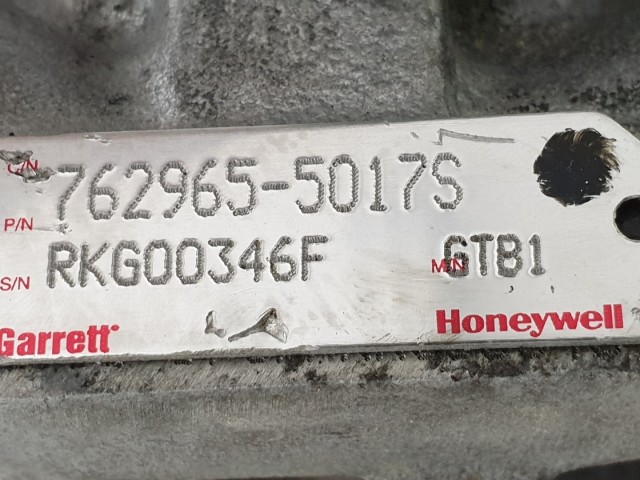 C/N
P/N 762965-5017S
S/N RKG00346F M/N GTB1
Garrett Honeywell